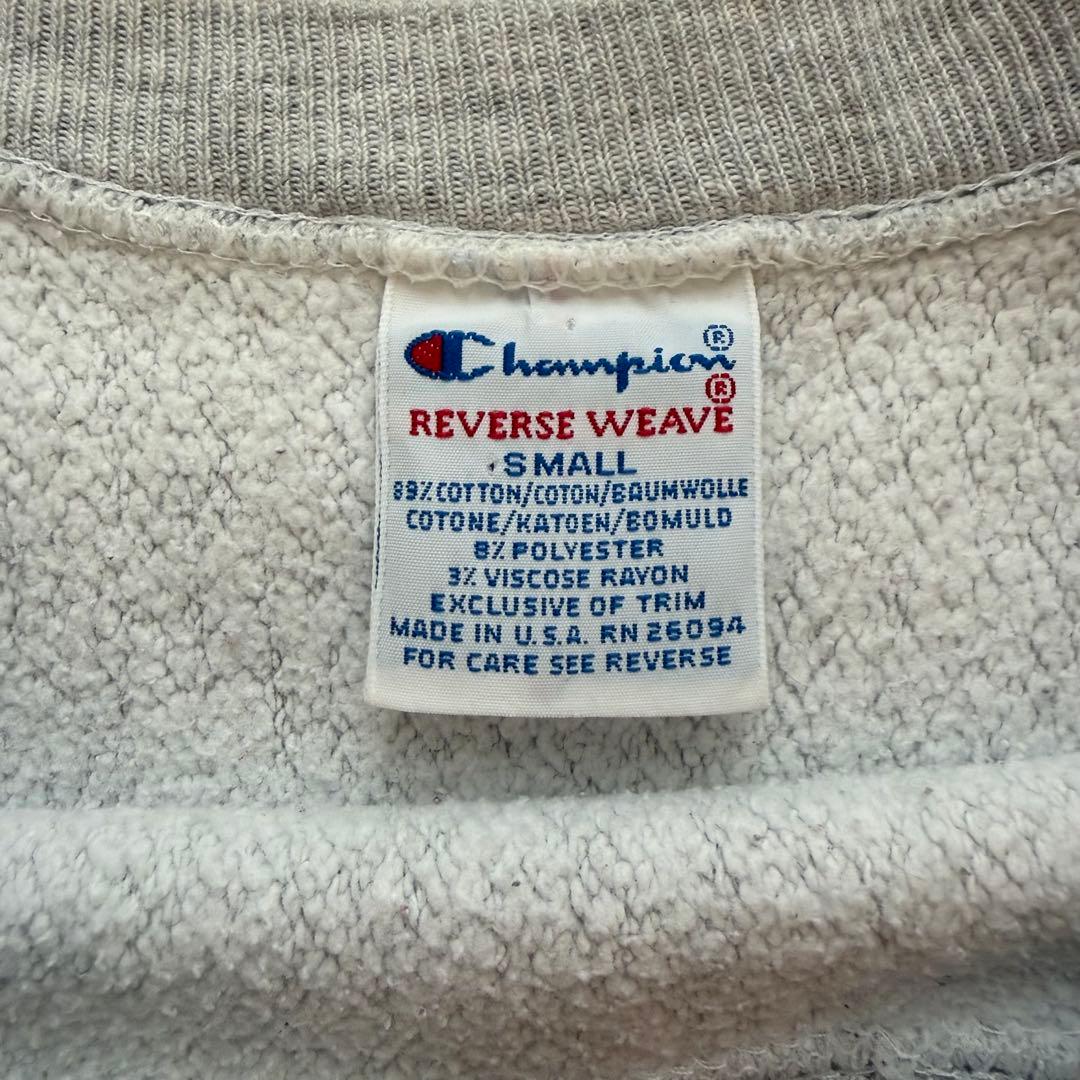 Champion®
REVERSE WEAVE®
SMALL
89% COTTON/COTON/BAUMWOLLE
COTONE/KATOEN/BOMULD
8% POLYESTER
3% VISCOSE RAYON
EXCLUSIVE OF TRIM
MADE IN U.S.A. RN 26094
FOR CARE SEE REVERSE